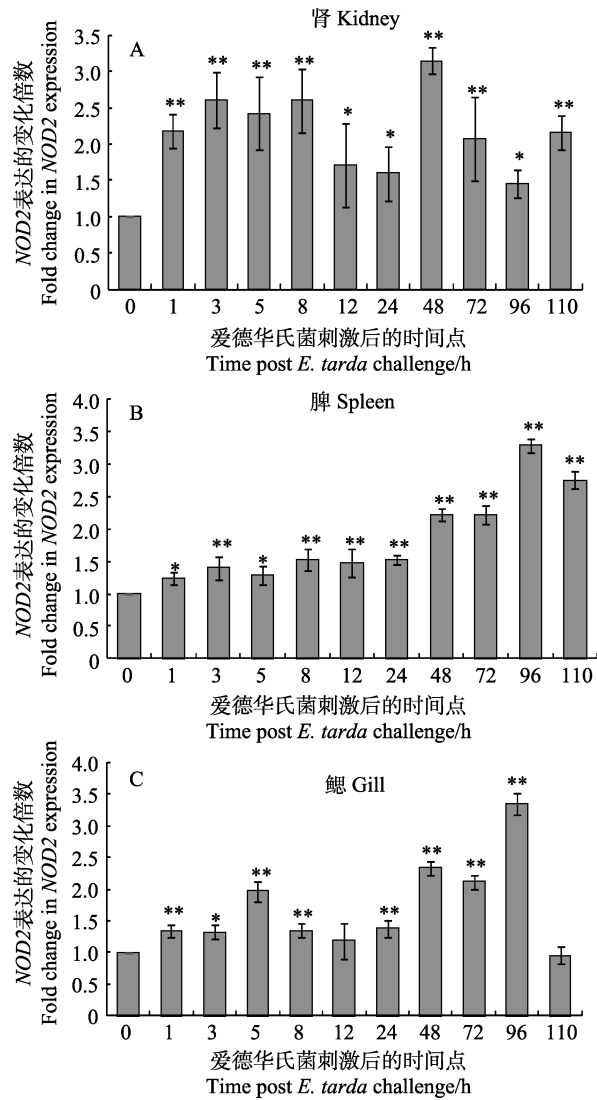 肾 Kidney
A
NOD2表达的变化倍数
Fold change in NOD2 expression
3.5
3.0
2.5
2.0
1.5
1.0
0.5
0
** ** ** ** * * ** ** * **
0 1 3 5 8 12 24 48 72 96 110
爱德华氏菌刺激后的时间点
Time post E. tarda challenge/h
脾 Spleen
B
NOD2表达的变化倍数
Fold change in NOD2 expression
4.0
3.5
3.0
2.5
2.0
1.5
1.0
0.5
0
* ** * ** ** ** ** ** ** **
0 1 3 5 8 12 24 48 72 96 110
爱德华氏菌刺激后的时间点
Time post E. tarda challenge/h
鳃 Gill
C
NOD2表达的变化倍数
Fold change in NOD2 expression
4.0
3.5
3.0
2.5
2.0
1.5
1.0
0.5
0
** * ** ** ** ** ** **
0 1 3 5 8 12 24 48 72 96 110
爱德华氏菌刺激后的时间点
Time post E. tarda challenge/h